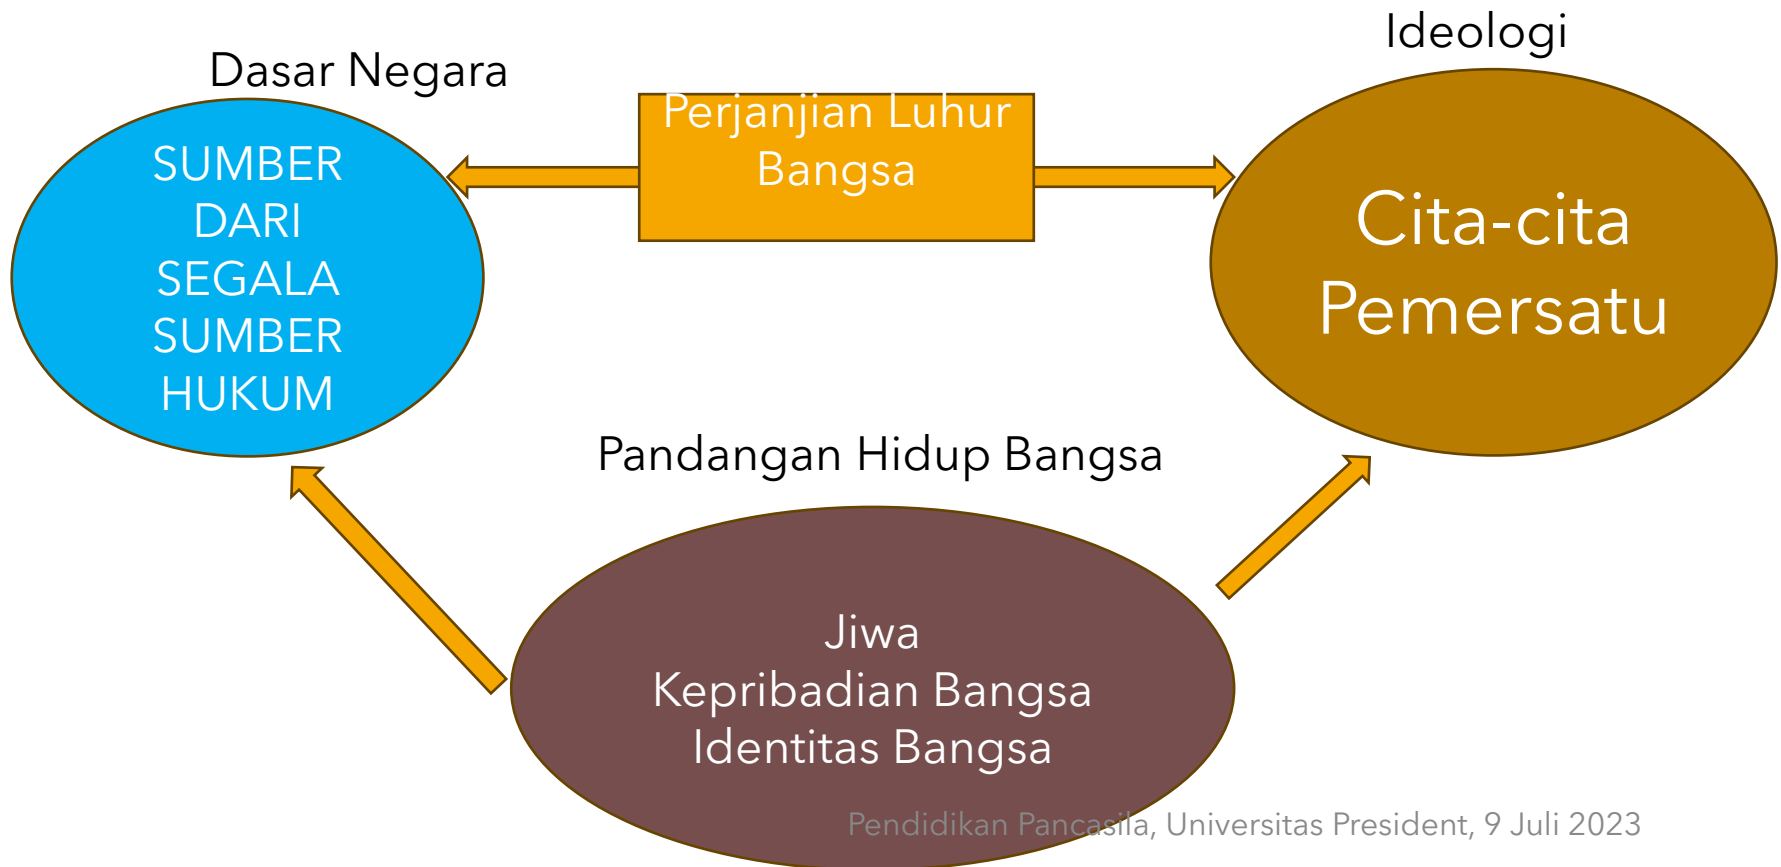 Ideologi
Dasar Negara
Perjanjian Luhur
Bangsa
SUMBER
DARI
SEGALA
SUMBER
HUKUM
Cita-cita
Pemersatu
Pandangan Hidup Bangsa
Jiwa
Kepribadian Bangsa
Identitas Bangsa
Pendidikan Pancasila, Universitas President, 9 Juli 2023